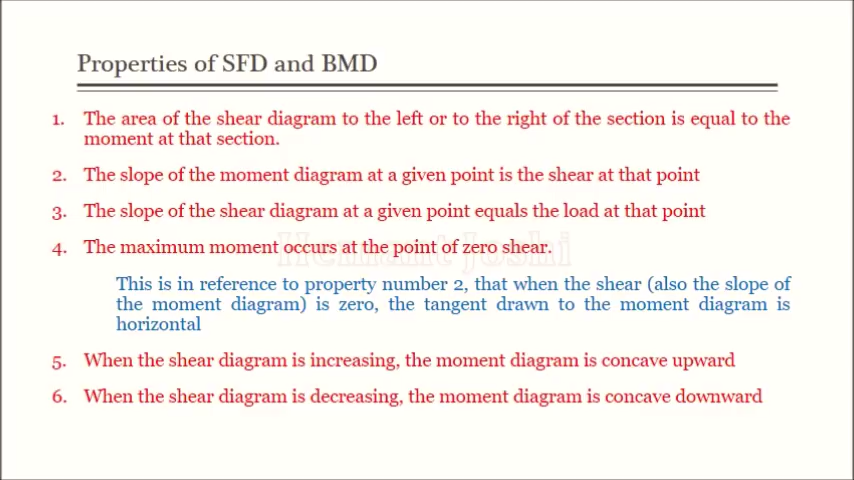 Properties of SFD and BMD
1. The area of the shear diagram to the left or to the right of the section is equal to the
moment at that section.
2. The slope of the moment diagram at a given point is the shear at that point
3. The slope of the shear diagram at a given point equals the load at that point
4. The maximum moment occurs at the point of zero shear.
Hemant Joshi
This is in reference to property number 2, that when the shear (also the slope of
the moment diagram) is zero, the tangent drawn to the moment diagram is
horizontal
5. When the shear diagram is increasing, the moment diagram is concave upward
6. When the shear diagram is decreasing, the moment diagram is concave downward